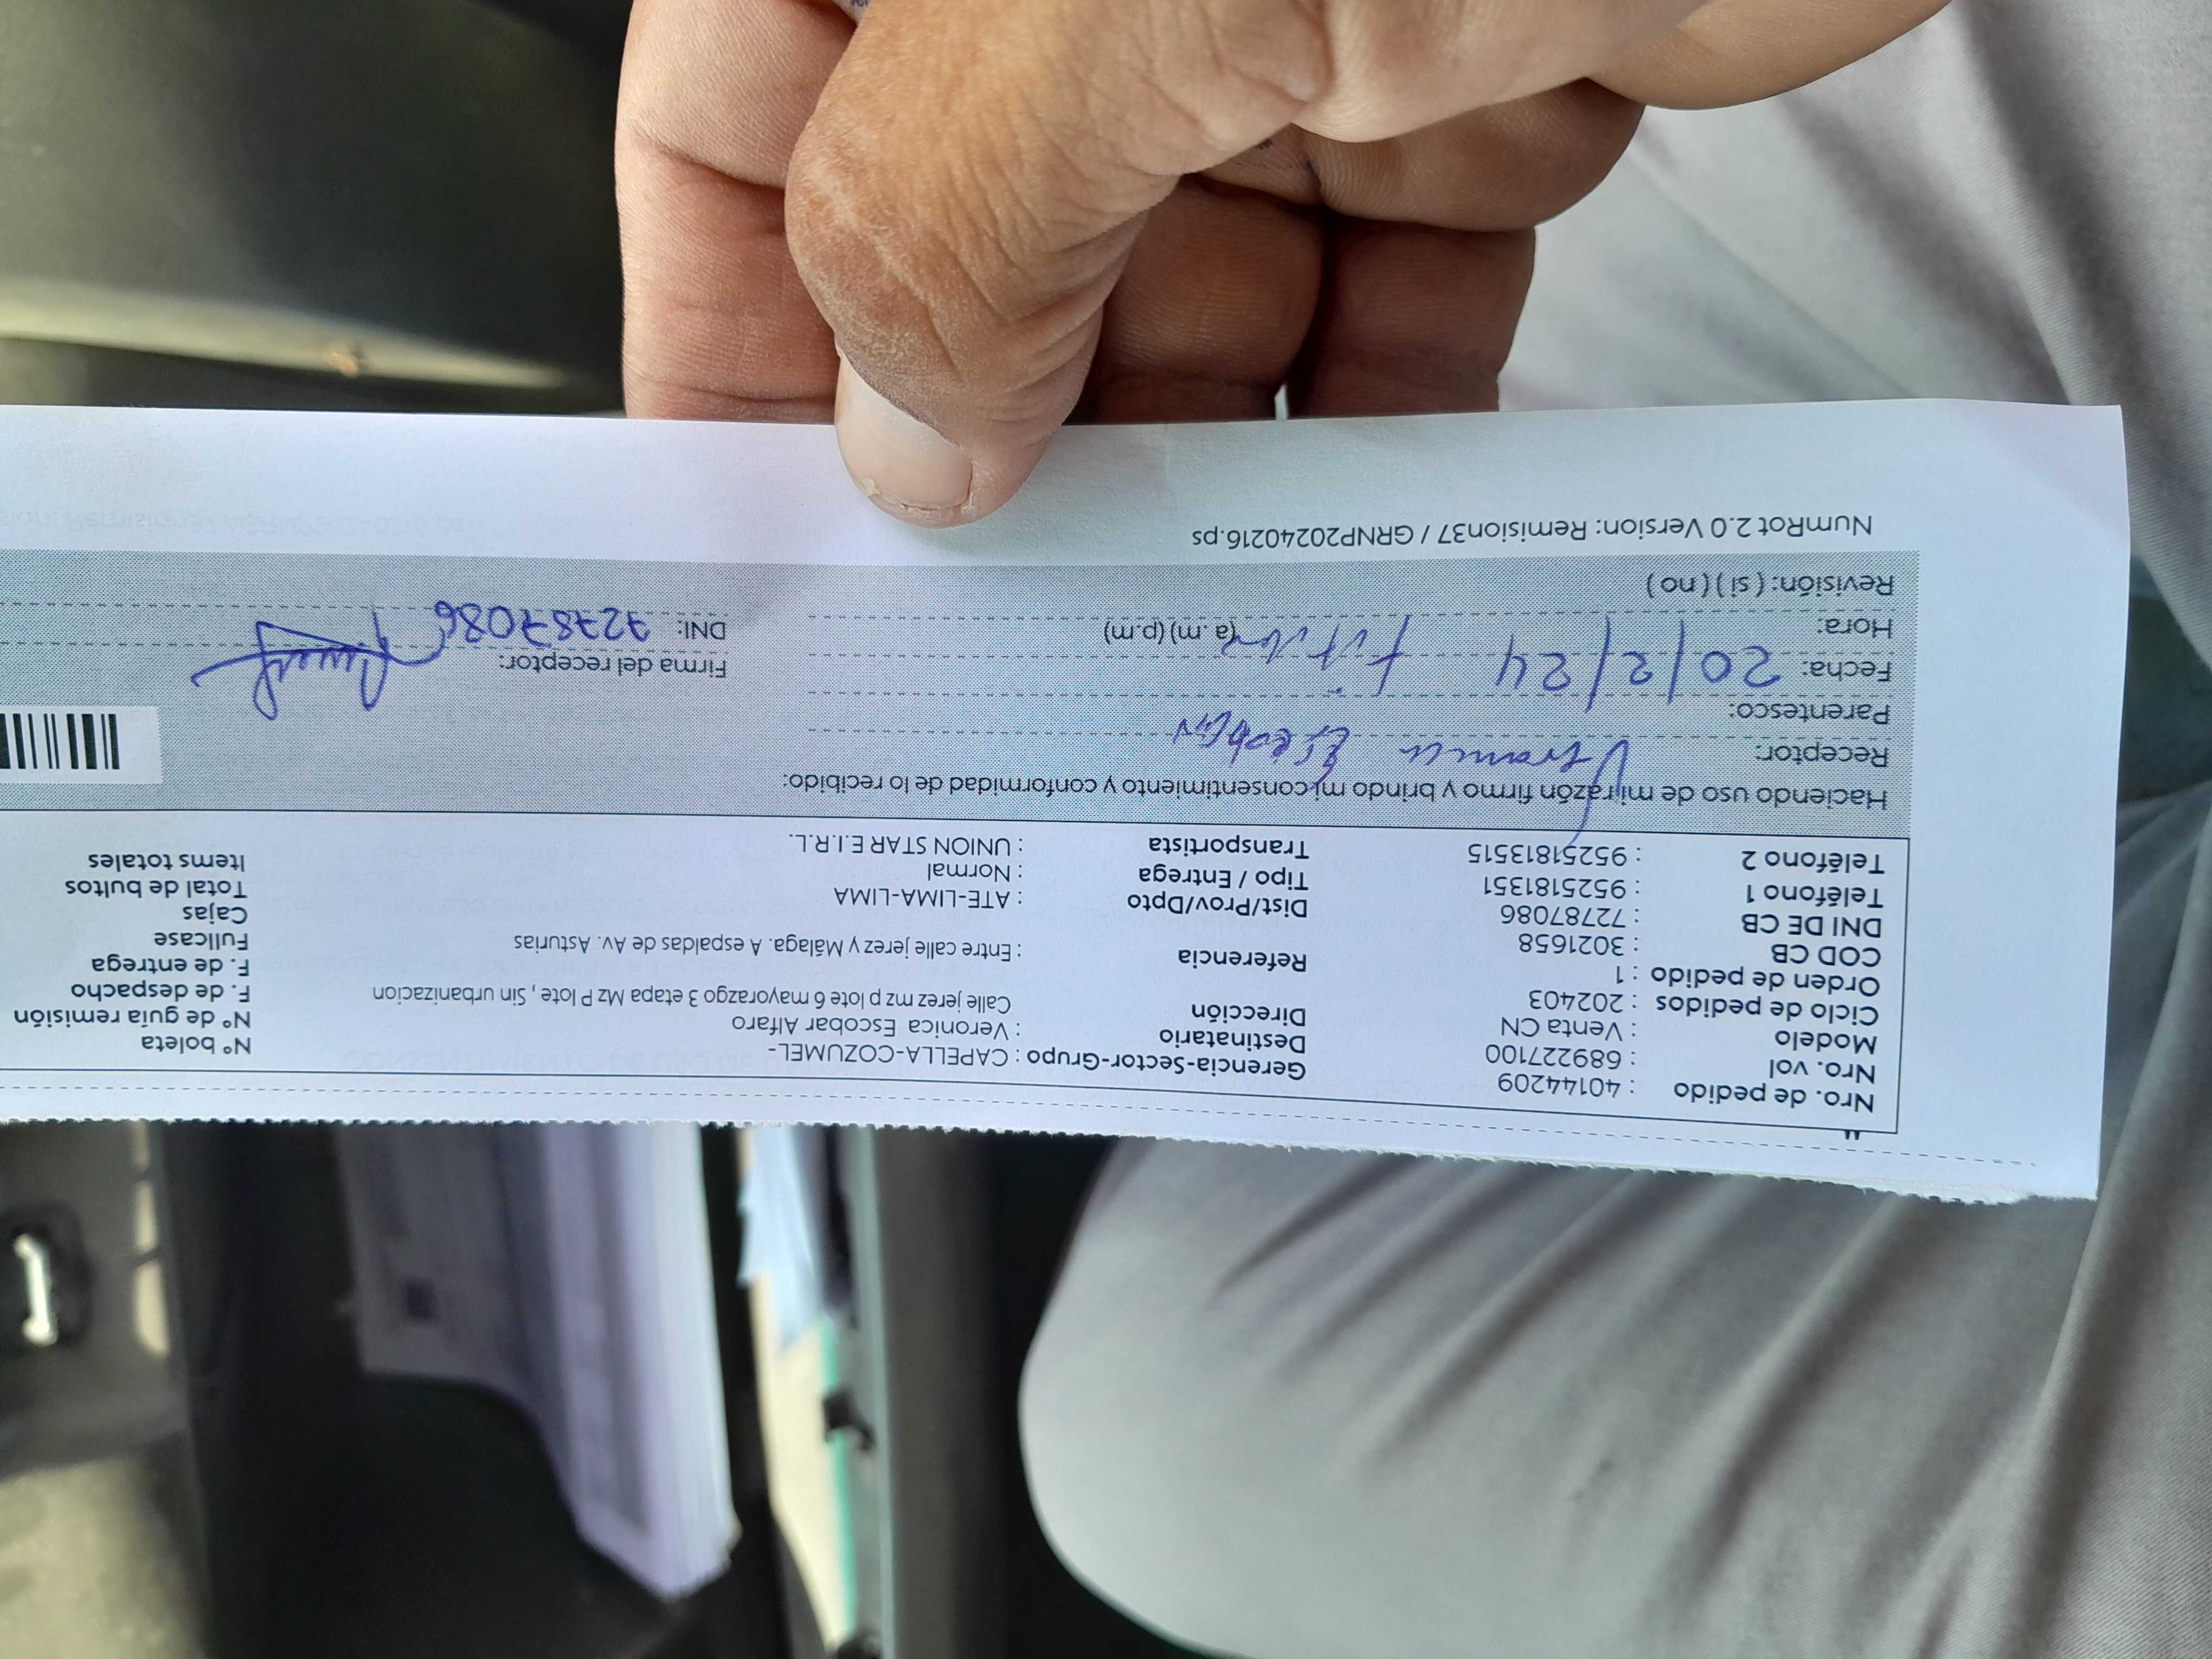 Nro. de pedido : 40144209
Nro. vol : 689227100
Modelo : Venta CN
Ciclo de pedidos : 202403
Orden de pedido : 1
COD CB : 3021658
DNI DE CB : 72787086
Teléfono 1 : 9525181351
Teléfono 2 : 95251813515
Gerencia-Sector-Grupo : CAPELLA-COZUMEL-
Destinatario : Veronica Escobar Alfaro
Dirección Calle jerez mz p lote 6 mayorazgo 3 etapa Mz P lote , Sin urbanizacion
Referencia : Entre calle jerez y Málaga. A espaldas de Av. Asturias
Dist/Prov/Dpto : ATE-LIMA-LIMA
Tipo / Entrega : Normal
Transportista : UNION STAR E.I.R.L.
N° boleta
N° de guía remisión
F. de despacho
F. de entrega
Fullcase
Cajas
Total de bultos
Items totales
Haciendo uso de mi razón firmo y brindo mi consentimiento y conformidad de lo recibido:
Receptor:
Parentesco:
Fecha: 20/2/24
Hora: (a. m) (p.m)
Revisión: ( si ) ( no )
Firma del receptor:
DNI: 72787086
NumRot 2.0 Version: Remision37 / GRNP20240216.ps